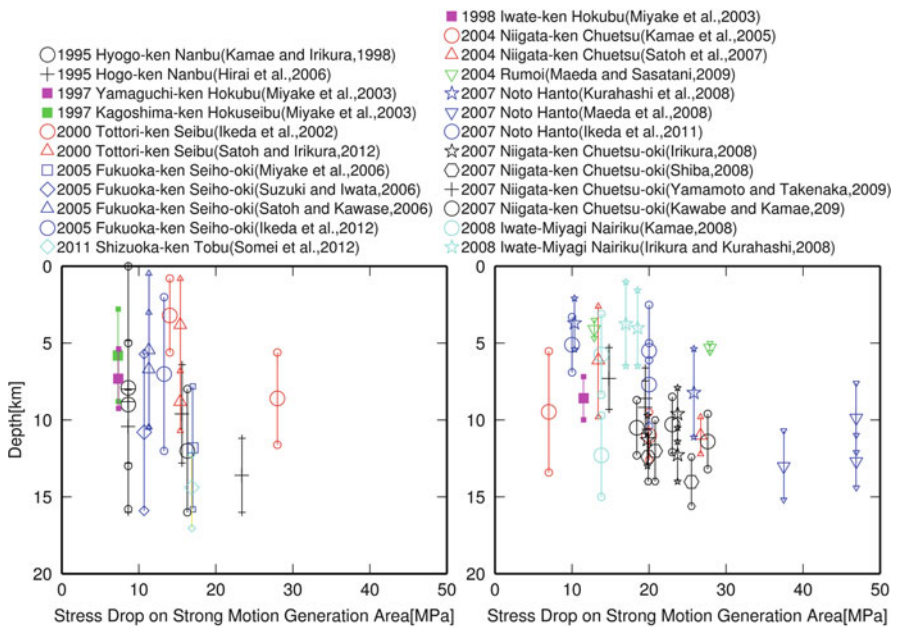 1995 Hyogo-ken Nanbu(Kamae and Irikura,1998)
1995 Hogo-ken Nanbu(Hirai et al.,2006)
1997 Yamaguchi-ken Hokubu(Miyake et al.,2003)
1997 Kagoshima-ken Hokuseibu(Miyake et al.,2003)
2000 Tottori-ken Seibu(Ikeda et al.,2002)
2000 Tottori-ken Seibu(Satoh and Irikura,2012)
2005 Fukuoka-ken Seiho-oki(Miyake et al.,2006)
2005 Fukuoka-ken Seiho-oki(Suzuki and Iwata,2006)
2005 Fukuoka-ken Seiho-oki(Satoh and Kawase,2006)
2005 Fukuoka-ken Seiho-oki(Ikeda et al.,2012)
2011 Shizuoka-ken Tobu(Somei et al.,2012)
1998 Iwate-ken Hokubu(Miyake et al.,2003)
2004 Niigata-ken Chuetsu(Kamae et al.,2005)
2004 Niigata-ken Chuetsu(Satoh et al.,2007)
2004 Rumoi(Maeda and Sasatani,2009)
2007 Noto Hanto(Kurahashi et al.,2008)
2007 Noto Hanto(Maeda et al.,2008)
2007 Noto Hanto(Ikeda et al.,2011)
2007 Niigata-ken Chuetsu-oki(Irikura,2008)
2007 Niigata-ken Chuetsu-oki(Shiba,2008)
2007 Niigata-ken Chuetsu-oki(Yamamoto and Takenaka,2009)
2007 Niigata-ken Chuetsu-oki(Kawabe and Kamae,209)
2008 Iwate-Miyagi Nairiku(Kamae,2008)
2008 Iwate-Miyagi Nairiku(Irikura and Kurahashi,2008)
Depth[km]
0
5
10
15
20
0 10 20 30 40 50
Stress Drop on Strong Motion Generation Area[MPa]
0
5
10
15
20
0 10 20 30 40 50
Stress Drop on Strong Motion Generation Area[MPa]